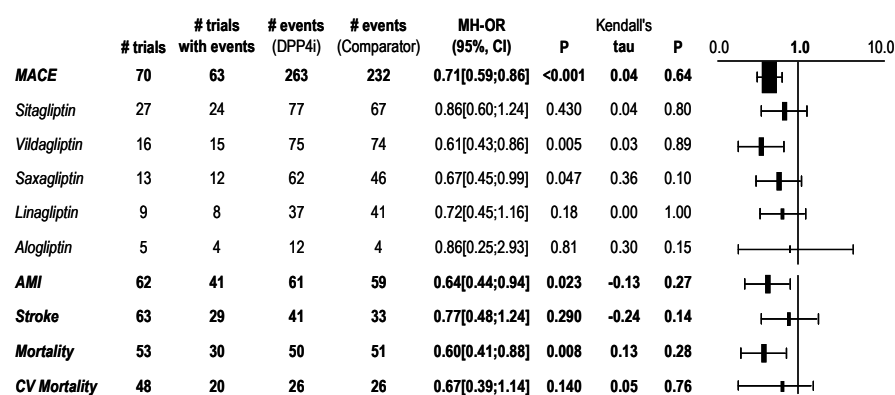 # trials # trials with events # events (DPP4i) # events (Comparator) MH-OR (95%, CI) P Kendall's tau P 0.0 1.0 10.0
MACE 70 63 263 232 0.71[0.59;0.86] <0.001 0.04 0.64
Sitagliptin 27 24 77 67 0.86[0.60;1.24] 0.430 0.04 0.80
Vildagliptin 16 15 75 74 0.61[0.43;0.86] 0.005 0.03 0.89
Saxagliptin 13 12 62 46 0.67[0.45;0.99] 0.047 0.36 0.10
Linagliptin 9 8 37 41 0.72[0.45;1.16] 0.18 0.00 1.00
Alogliptin 5 4 12 4 0.86[0.25;2.93] 0.81 0.30 0.15
AMI 62 41 61 59 0.64[0.44;0.94] 0.023 -0.13 0.27
Stroke 63 29 41 33 0.77[0.48;1.24] 0.290 -0.24 0.14
Mortality 53 30 50 51 0.60[0.41;0.88] 0.008 0.13 0.28
CV Mortality 48 20 26 26 0.67[0.39;1.14] 0.140 0.05 0.76